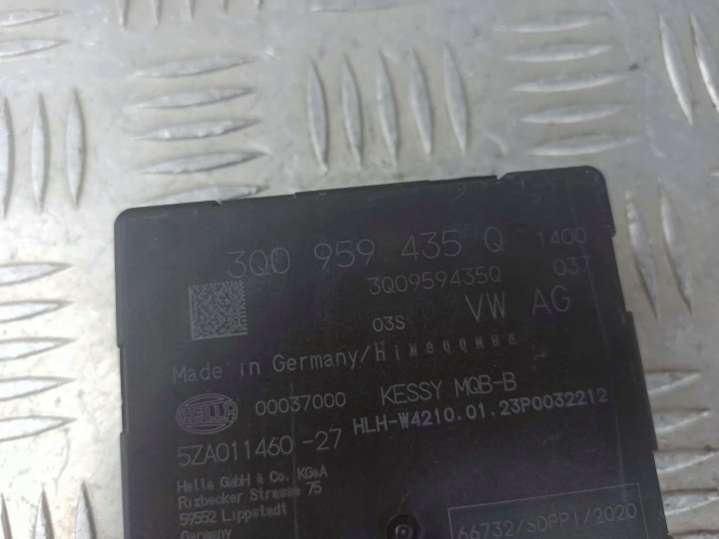 3Q0 959 435 Q 1400
3Q0959435Q 037
03S VW AG
Made in Germany/
HELLA 00037000 KESSY MQB-B
5ZA011460-27 HLH-W4210.01.23P0032212
Hella GmbH & Co. KGaA
Rixbecker Strasse 75
59552 Lippstadt
Germany
66732/SDPPI/2020